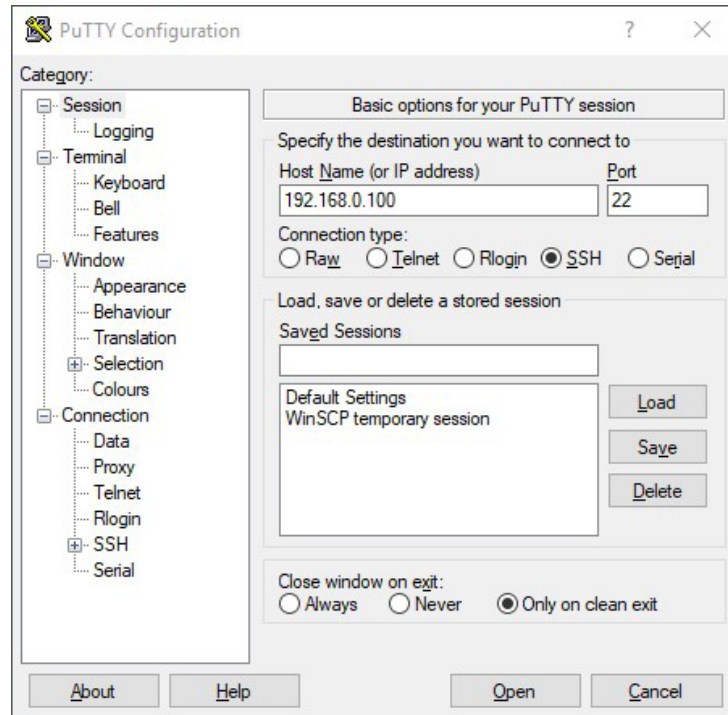 PuTTY Configuration
?
Category:
Session
Logging
Terminal
Keyboard
Bell
Features
Window
Appearance
Behaviour
Translation
Selection
Colours
Connection
Data
Proxy
Telnet
Rlogin
SSH
Serial
Basic options for your PuTTY session
Specify the destination you want to connect to
Host Name (or IP address) Port
192.168.0.100 22
Connection type:
Raw Telnet Rlogin SSH Serial
Load, save or delete a stored session
Saved Sessions
Default Settings
WinSCP temporary session
Load
Save
Delete
Close window on exit:
Always Never Only on clean exit
About Help Open Cancel